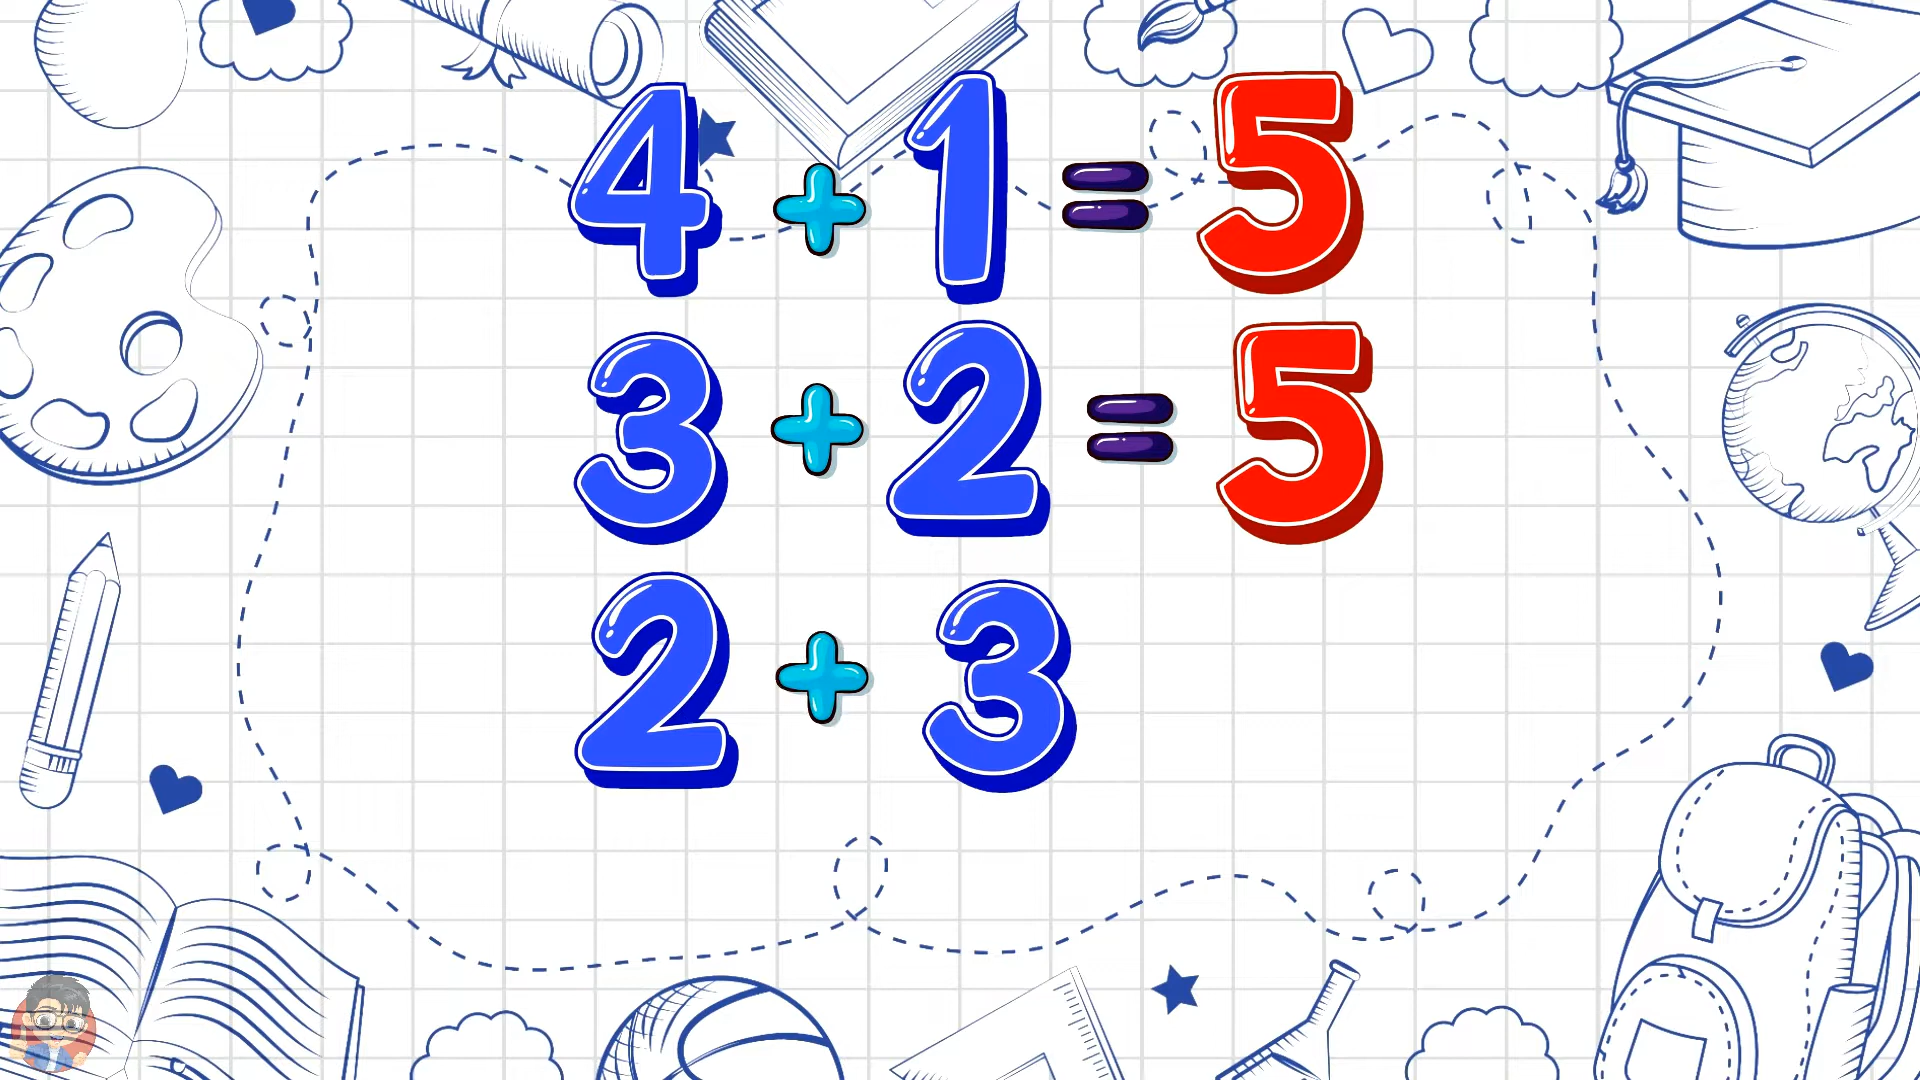 4 + 1 = 5
3 + 2 = 5
2 + 3